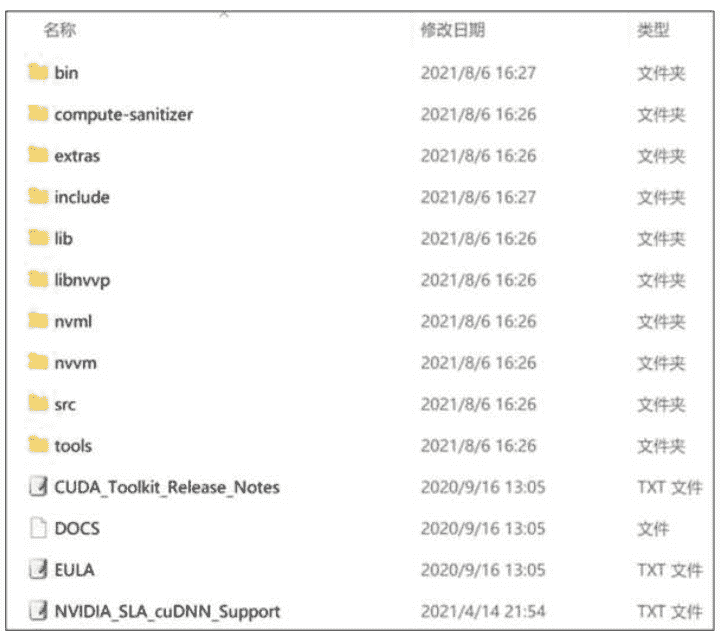 名称 修改日期 类型
bin 2021/8/6 16:27 文件夹
compute-sanitizer 2021/8/6 16:26 文件夹
extras 2021/8/6 16:26 文件夹
include 2021/8/6 16:27 文件夹
lib 2021/8/6 16:26 文件夹
libnvvp 2021/8/6 16:26 文件夹
nvml 2021/8/6 16:26 文件夹
nvvm 2021/8/6 16:26 文件夹
src 2021/8/6 16:26 文件夹
tools 2021/8/6 16:26 文件夹
CUDA_Toolkit_Release_Notes 2020/9/16 13:05 TXT 文件
DOCS 2020/9/16 13:05 文件
EULA 2020/9/16 13:05 TXT 文件
NVIDIA_SLA_cuDNN_Support 2021/4/14 21:54 TXT 文件